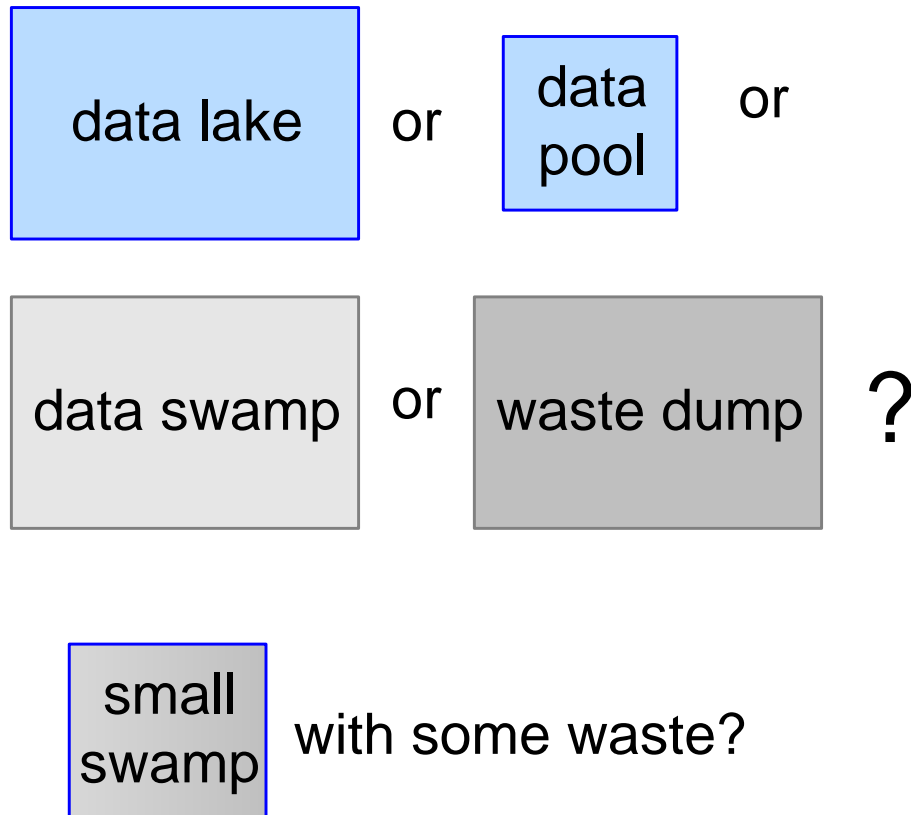 data lake or data or
pool
data swamp or waste dump ?
small
swamp with some waste?